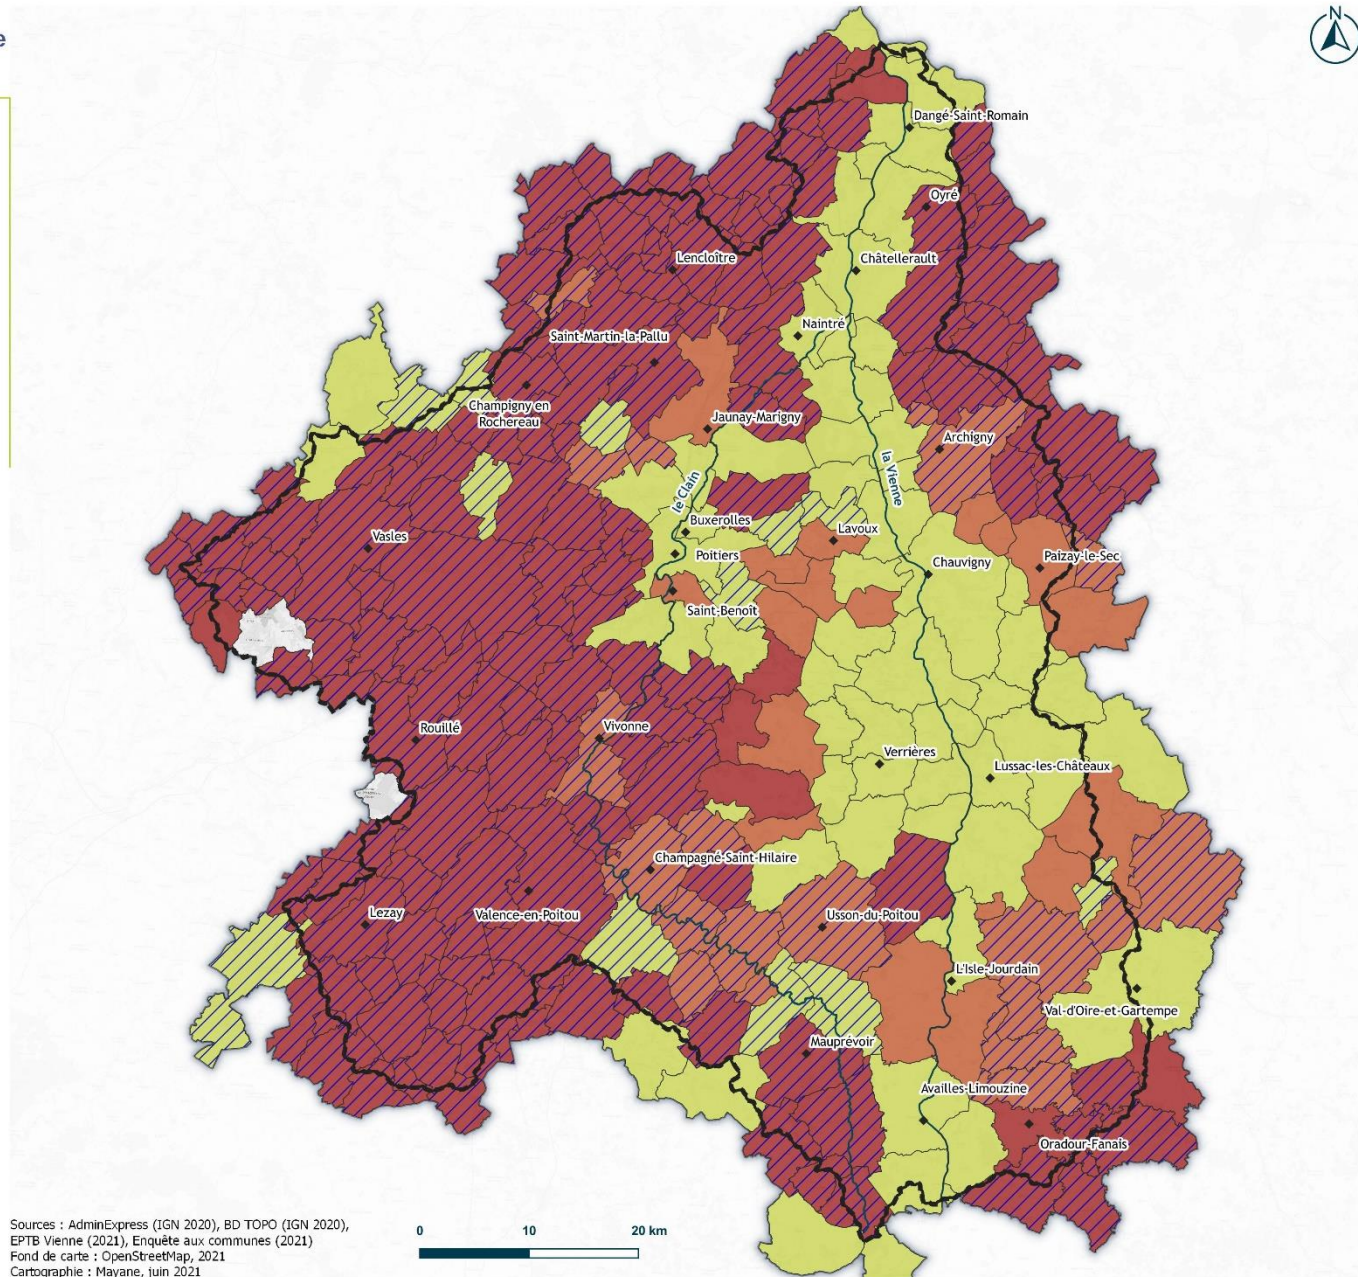 N
e
Dangé-Saint-Romain
Oyré
Lencloître
Châtellerault
Naintré
Saint-Martin-la-Pallu
Champigny en
Rochereau
Jaunay-Marigny
Archigny
le Clain
la Vienne
Buxerolles
Lavoux
Vasles
Poitiers
Chauvigny
Paizay-le-Sec
Saint-Benoît
Rouillé
Vivonne
Verrières
Lussac-les-Châteaux
Champagné-Saint-Hilaire
Lezay
Valence-en-Poitou
Usson-du-Poitou
L'Isle-Jourdain
Val-d'Oire-et-Gartempe
Mauprévoir
Availles-Limouzine
Oradour-Fanais
Sources : AdminExpress (IGN 2020), BD TOPO (IGN 2020),
EPTB Vienne (2021), Enquête aux communes (2021)
Fond de carte : OpenStreetMap, 2021
Cartographie : Mayane, juin 2021
0 10 20 km